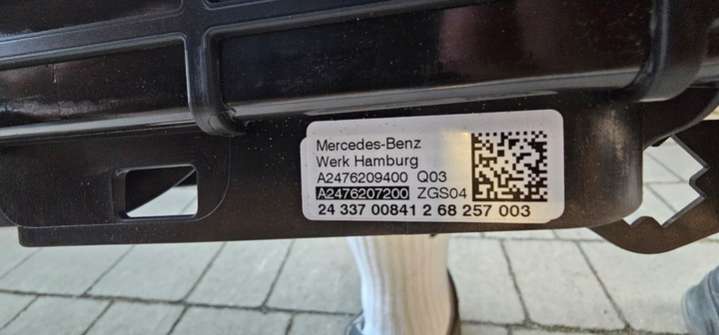 Mercedes-Benz
Werk Hamburg
A2476209400 Q03
A2476207200 ZGS04
24 337 00841 2 68 257 003